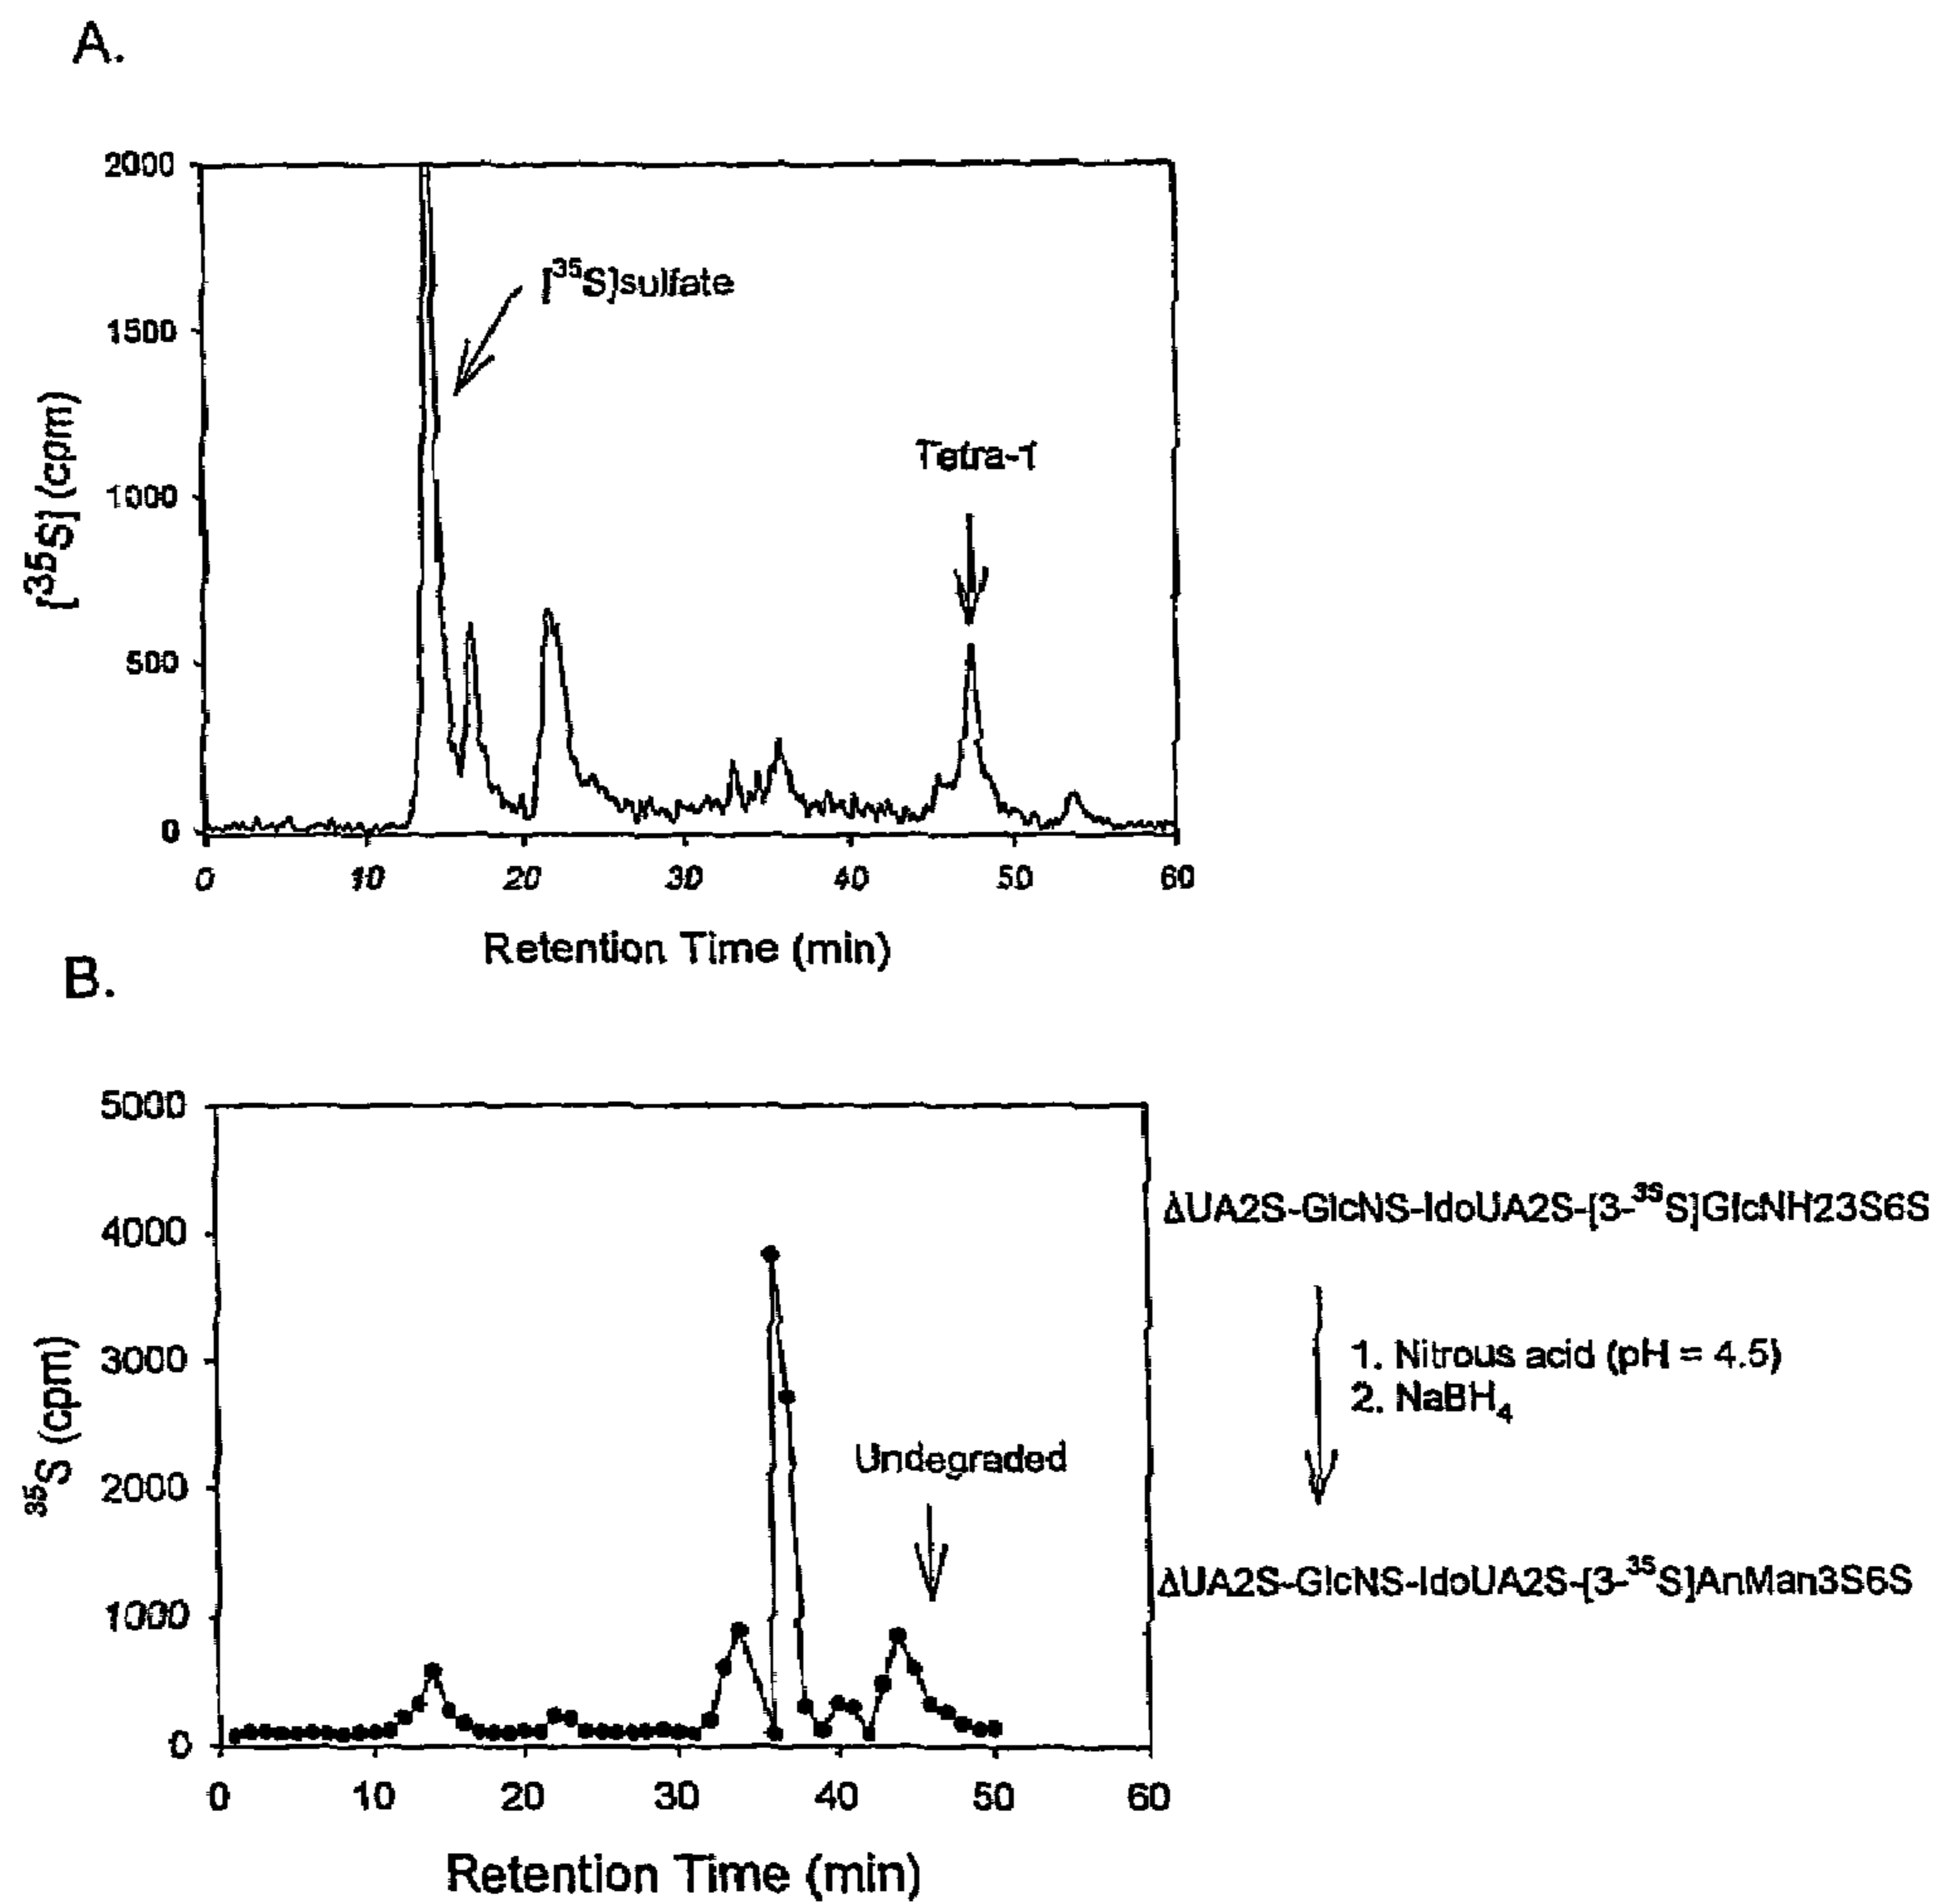 A.
2000
1500
1000
500
0
[³⁵S] (cpm)
[³⁵S]sulfate
Tetra-1
0 10 20 30 40 50 60
Retention Time (min)
B.
5000
4000
3000
2000
1000
0
³⁵S (cpm)
Undegraded
0 10 20 30 40 50 60
Retention Time (min)
ΔUA2S-GlcNS-IdoUA2S-[3-³⁵S]GlcNH23S6S
1. Nitrous acid (pH = 4.5)
2. NaBH₄
ΔUA2S-GlcNS-IdoUA2S-[3-³⁵S]AnMan3S6S